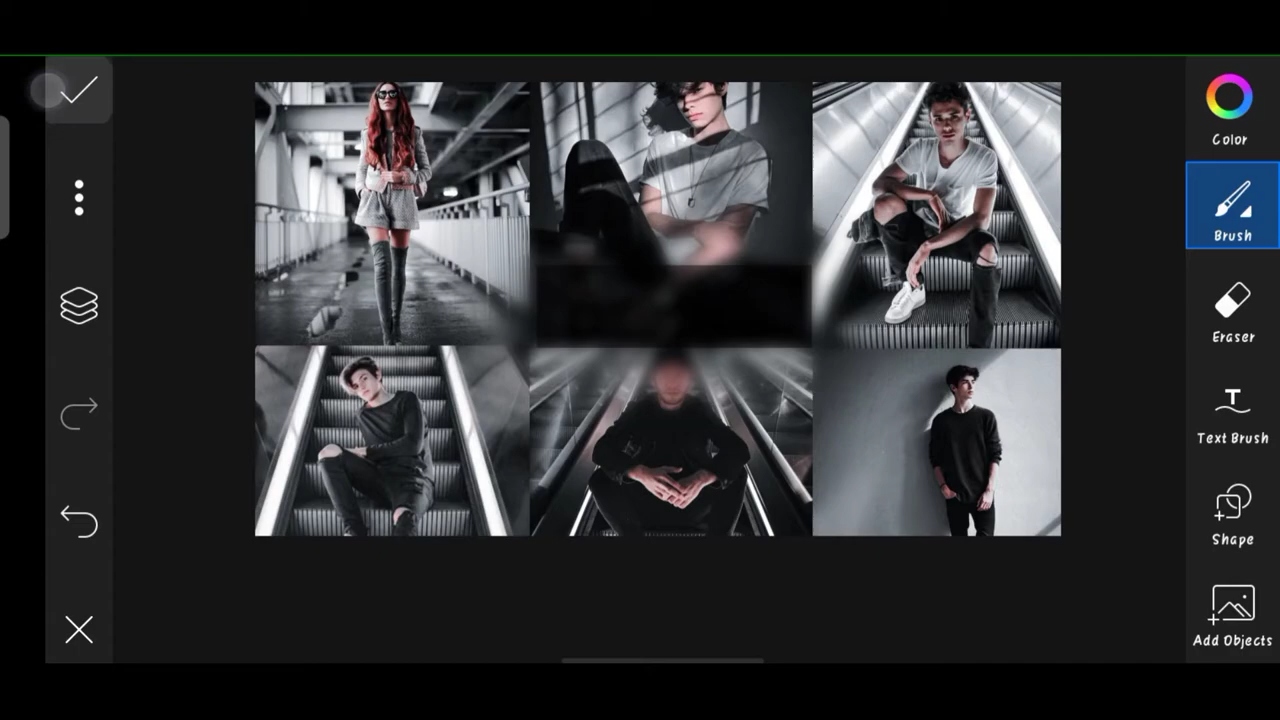 Color
Brush
Eraser
Text Brush
Shape
Add Objects